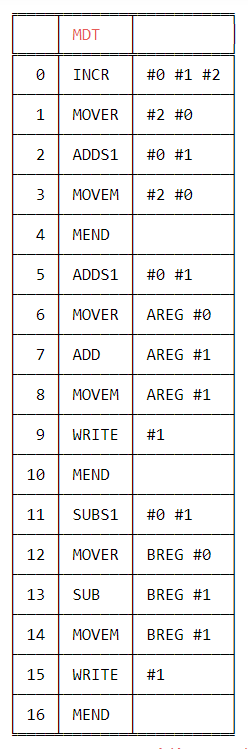 MDT
0 INCR #0 #1 #2
1 MOVER #2 #0
2 ADDS1 #0 #1
3 MOVEM #2 #0
4 MEND
5 ADDS1 #0 #1
6 MOVER AREG #0
7 ADD AREG #1
8 MOVEM AREG #1
9 WRITE #1
10 MEND
11 SUBS1 #0 #1
12 MOVER BREG #0
13 SUB BREG #1
14 MOVEM BREG #1
15 WRITE #1
16 MEND